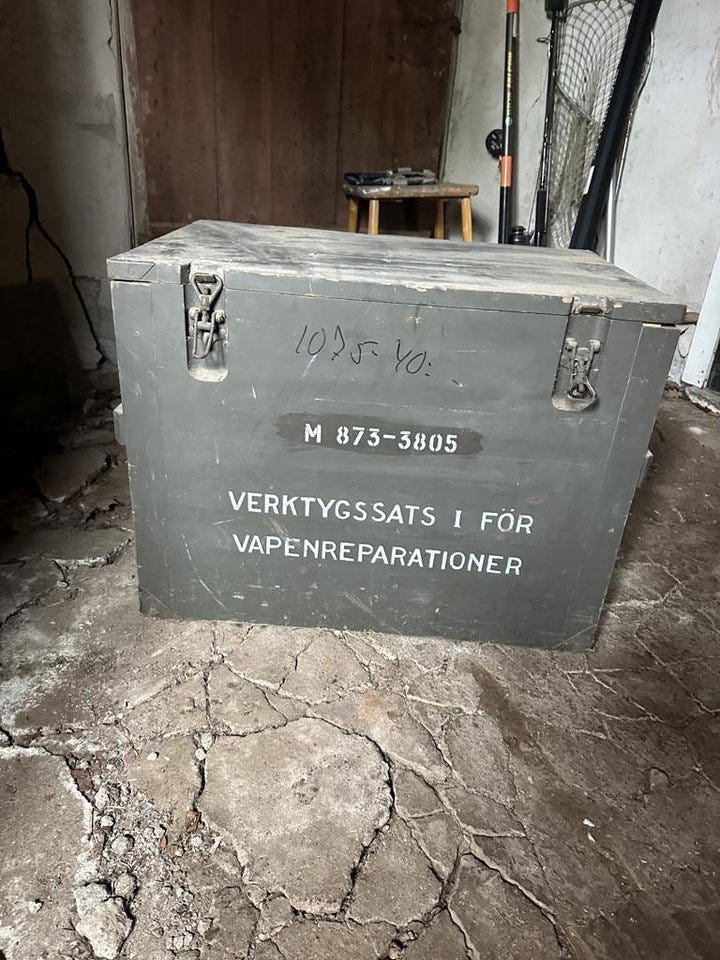 1075-40:
M 873-3805
VERKTYGSSATS I FÖR
VAPENREPARATIONER